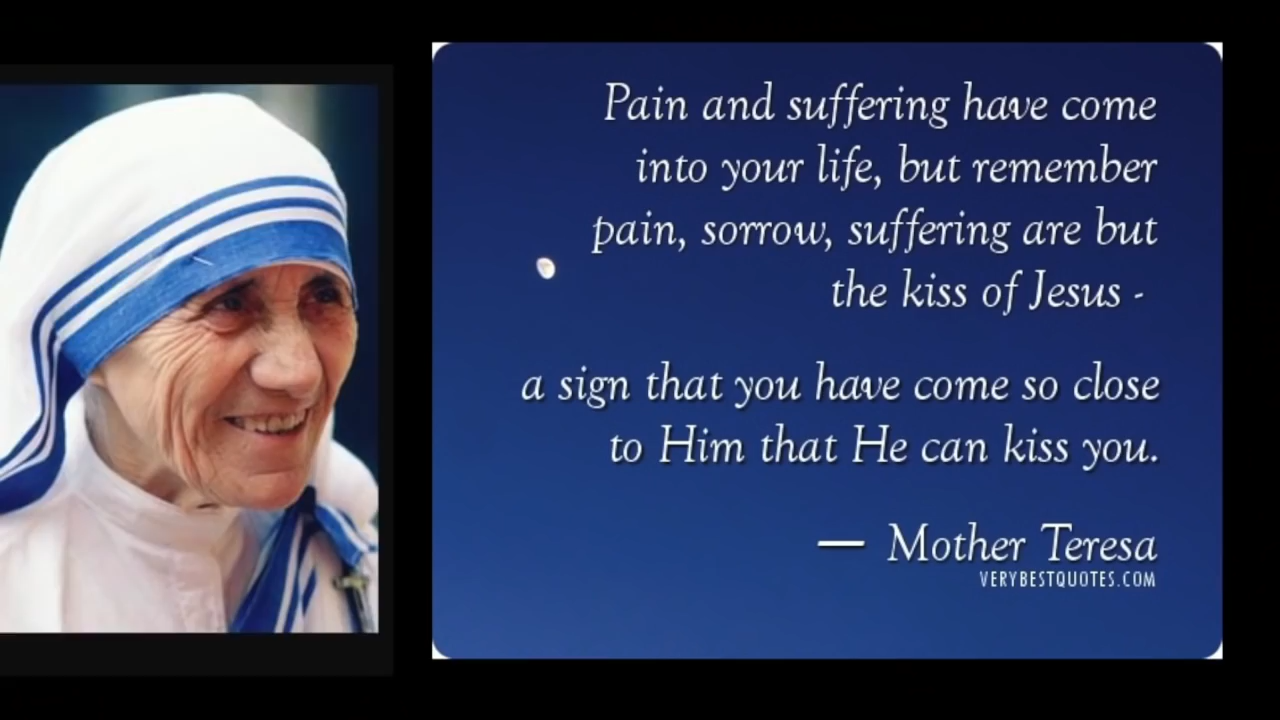 Pain and suffering have come
into your life, but remember
pain, sorrow, suffering are but
the kiss of Jesus -
a sign that you have come so close
to Him that He can kiss you.
— Mother Teresa
VERYBESTQUOTES.COM